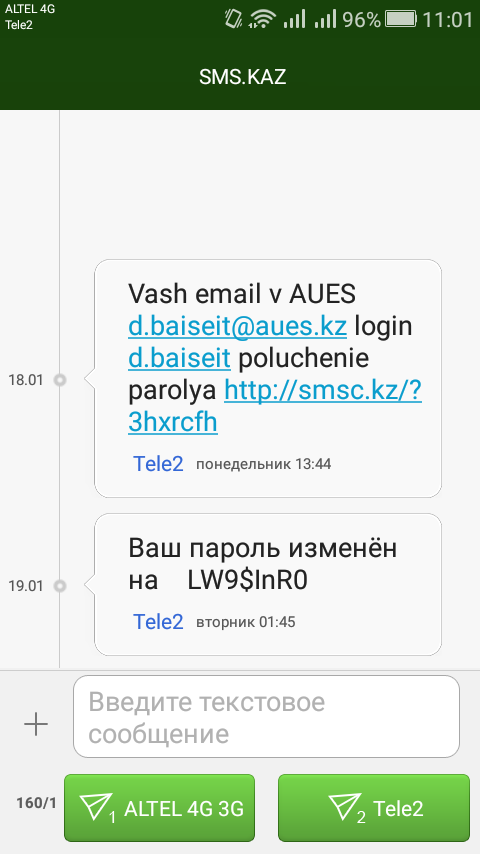 ALTEL 4G
Tele2
96%
11:01
SMS.KAZ
Vash email v AUES
d.baiseit@aues.kz login
d.baiseit poluchenie
parolya http://smsc.kz/?
3hxrcfh
18.01
Tele2 понедельник 13:44
Ваш пароль изменён
на LW9$InR0
19.01
Tele2 вторник 01:45
Введите текстовое
сообщение
160/1
1 ALTEL 4G 3G
2 Tele2